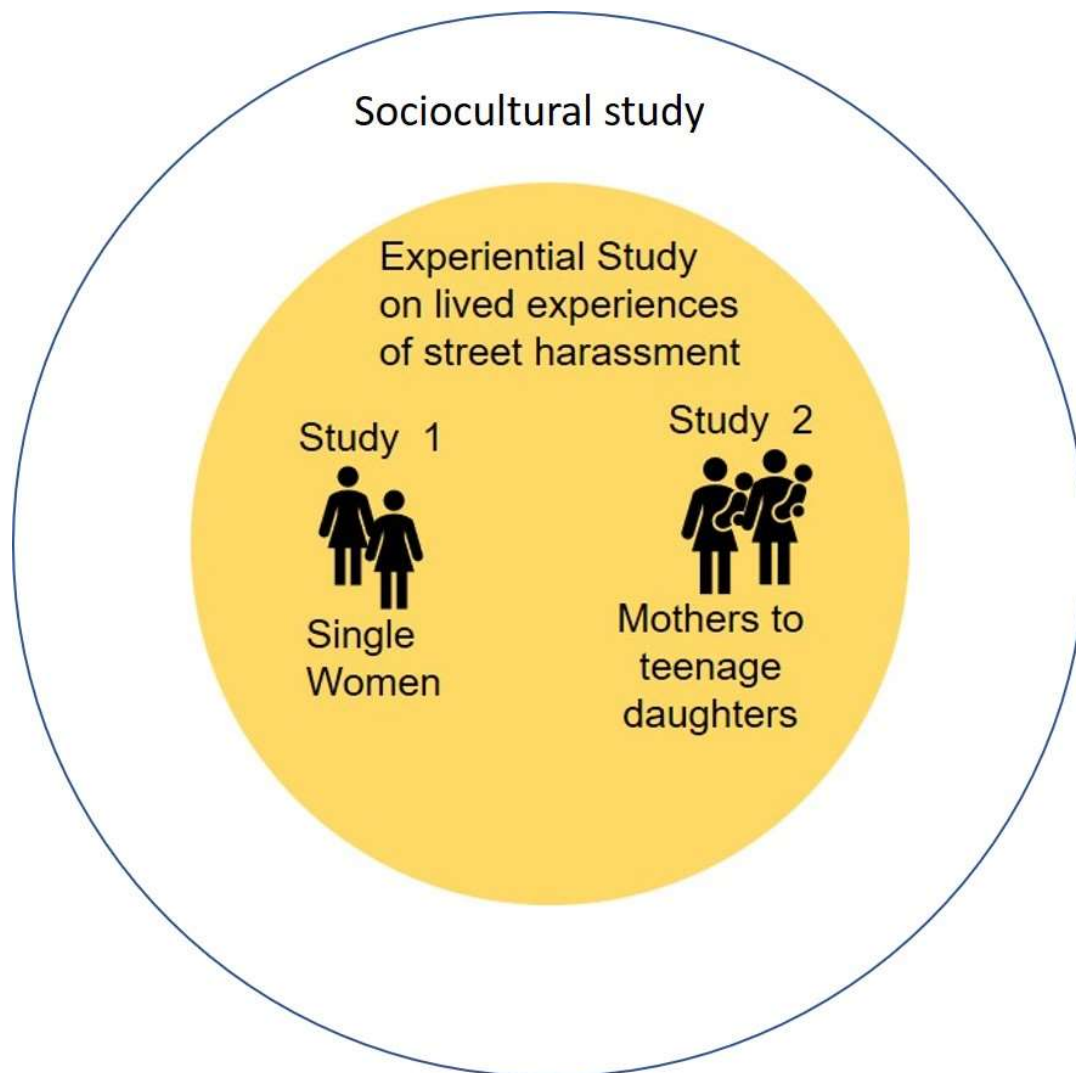 Sociocultural study
Experiential Study
on lived experiences
of street harassment
Study 1
Single
Women
Study 2
Mothers to
teenage
daughters